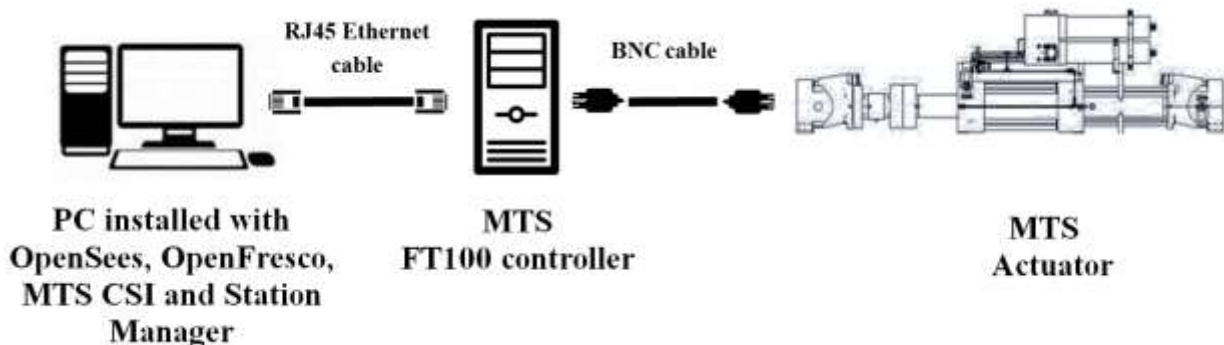 RJ45 Ethernet
cable
BNC cable
PC installed with
OpenSees, OpenFresco,
MTS CSI and Station
Manager
MTS
FT100 controller
MTS
Actuator